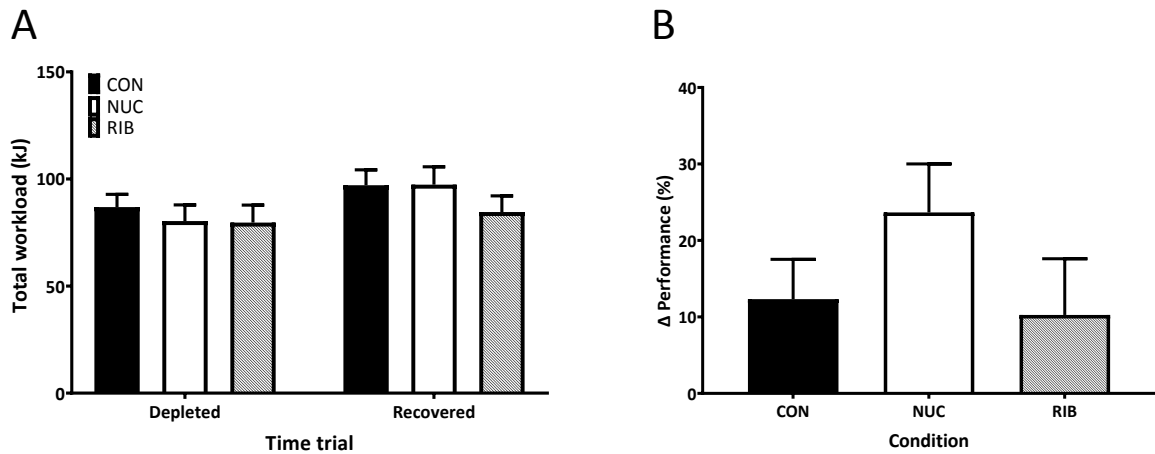 A
Total workload (kJ)
150
100
50
0
CON
NUC
RIB
Depleted
Recovered
Time trial
B
Δ Performance (%)
40
30
20
10
0
CON
NUC
RIB
Condition